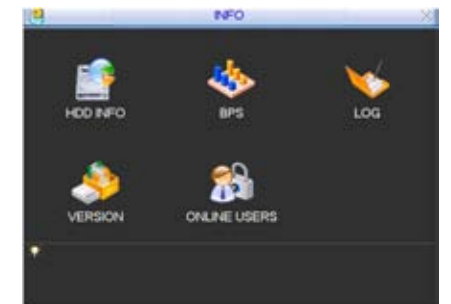 INFO
HDD INFO
BPS
LOG
VERSION
ONLINE USERS